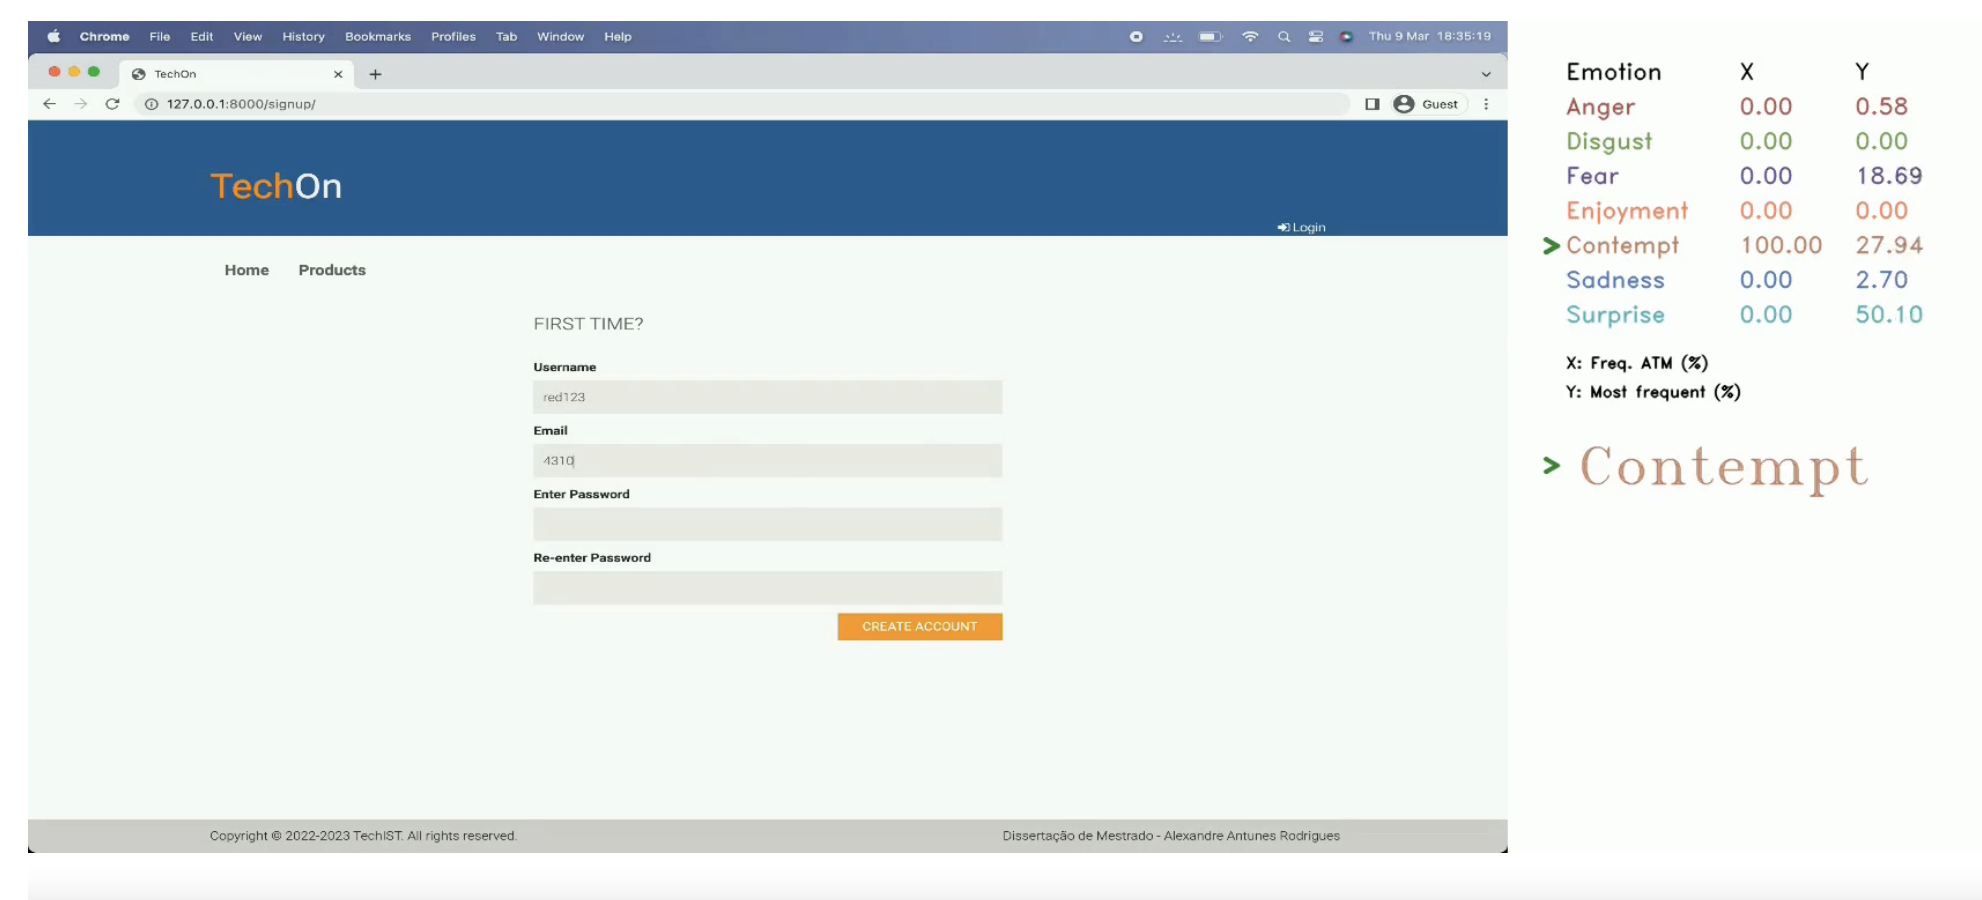 Chrome File Edit View History Bookmarks Profiles Tab Window Help Thu 9 Mar 18:35:19
TechOn
127.0.0.1:8000/signup/ Guest
TechOn
Login
Home Products
FIRST TIME?
Username
red123
Email
4310
Enter Password
Re-enter Password
CREATE ACCOUNT
Copyright © 2022-2023 TechIST. All rights reserved. Dissertação de Mestrado - Alexandre Antunes Rodrigues
Emotion X Y
Anger 0.00 0.58
Disgust 0.00 0.00
Fear 0.00 18.69
Enjoyment 0.00 0.00
> Contempt 100.00 27.94
Sadness 0.00 2.70
Surprise 0.00 50.10
X: Freq. ATM (%)
Y: Most frequent (%)
> Contempt